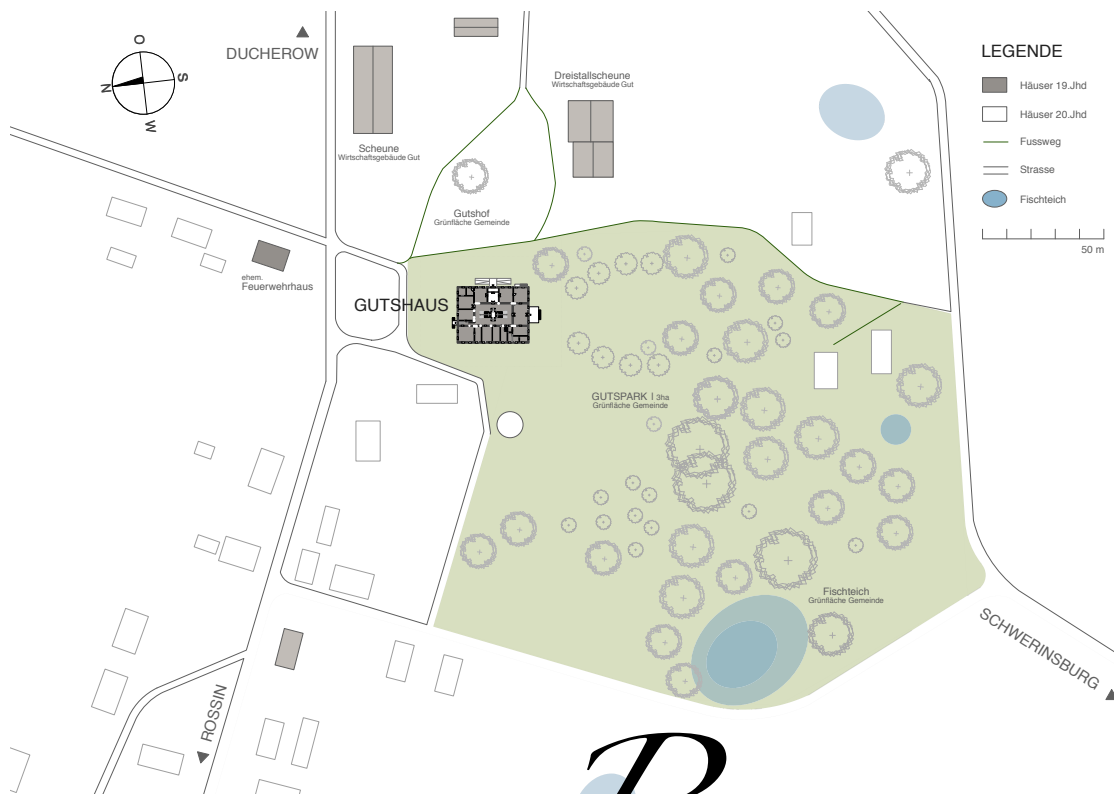 O
S
N
W
DUCHEROW
Scheune
Wirtschaftsgebäude Gut
Dreistallscheune
Wirtschaftsgebäude Gut
LEGENDE
Häuser 19.Jhd
Häuser 20.Jhd
Fussweg
Strasse
Fischteich
50 m
Gutshof
Grünfläche Gemeinde
ehem.
Feuerwehrhaus
GUTSHAUS
GUTSPARK I 3ha
Grünfläche Gemeinde
Fischteich
Grünfläche Gemeinde
SCHWERINSBURG
ROSSIN